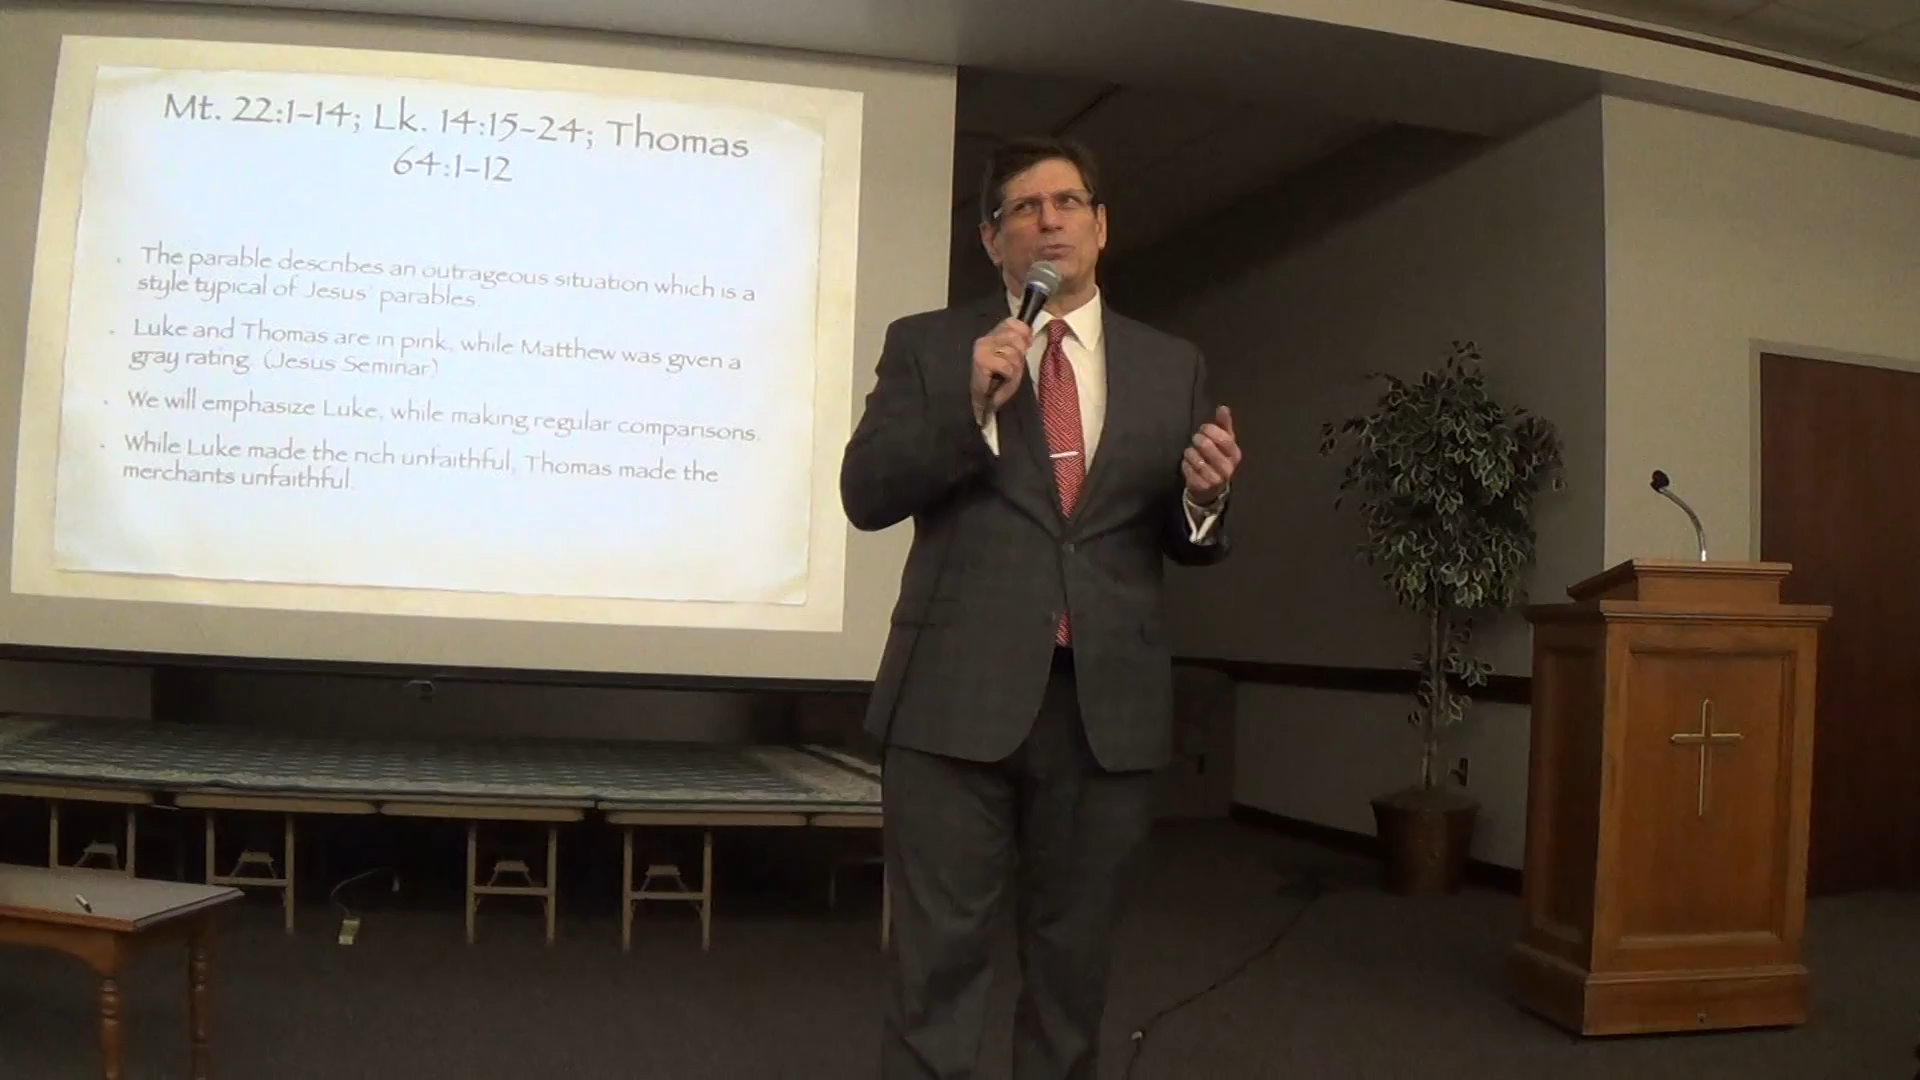 Mt. 22:1-14; Lk. 14:15-24; Thomas
64:1-12
. The parable describes an outrageous situation which is a
style typical of Jesus' parables
. Luke and Thomas are in pink, while Matthew was given a
gray rating. (Jesus Seminar)
. We will emphasize Luke, while making regular comparisons.
. While Luke made the rich unfaithful, Thomas made the
merchants unfaithful.